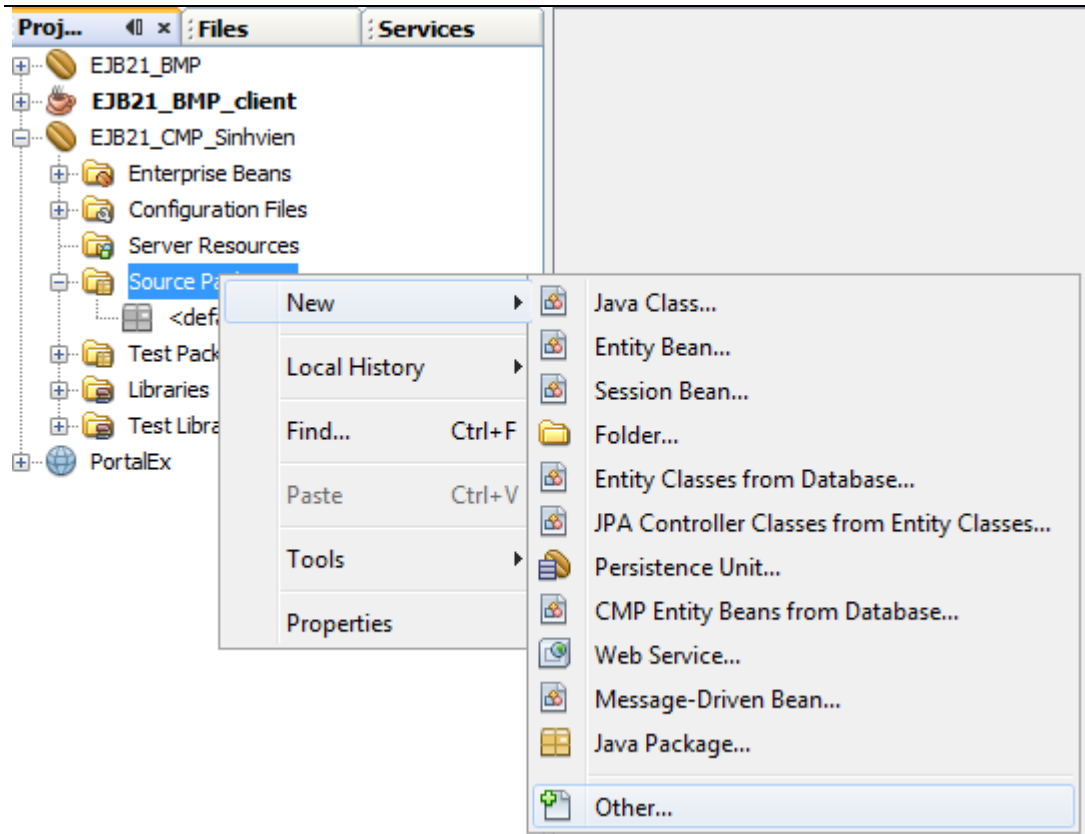 Proj...
Files
Services
EJB21_BMP
EJB21_BMP_client
EJB21_CMP_Sinhvien
Enterprise Beans
Configuration Files
Server Resources
Source Pa
<defa
Test Pack
Libraries
Test Libra
PortalEx
New
Local History
Find... Ctrl+F
Paste Ctrl+V
Tools
Properties
Java Class...
Entity Bean...
Session Bean...
Folder...
Entity Classes from Database...
JPA Controller Classes from Entity Classes...
Persistence Unit...
CMP Entity Beans from Database...
Web Service...
Message-Driven Bean...
Java Package...
Other...